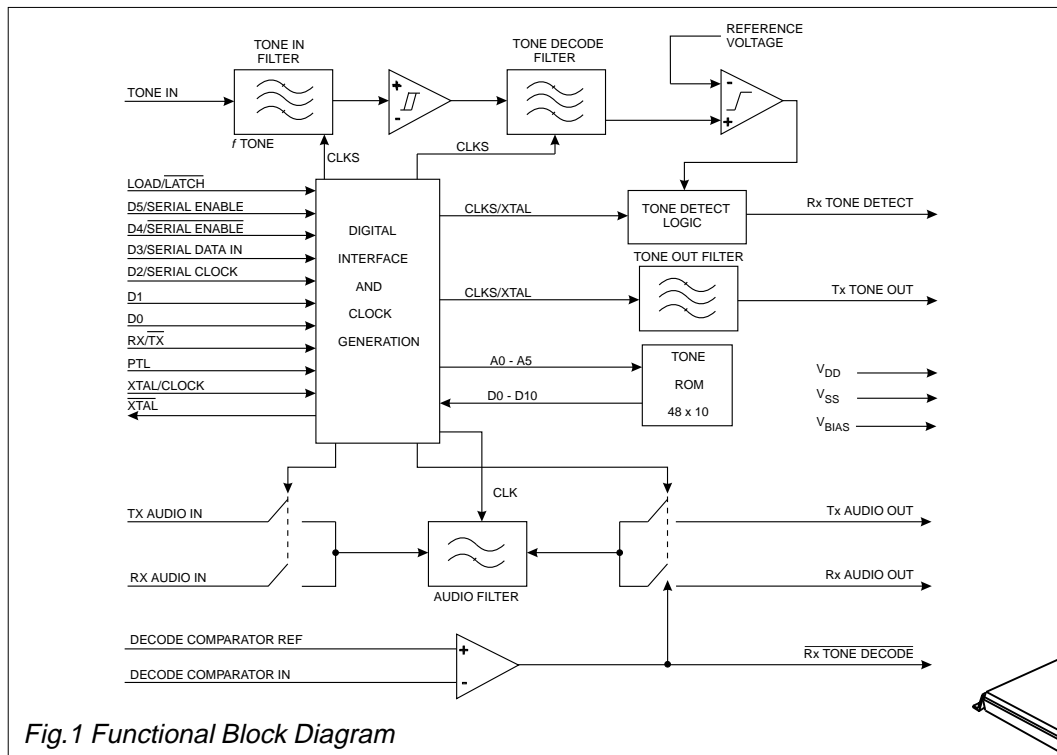 TONE IN
FILTER
TONE DECODE
FILTER
REFERENCE
VOLTAGE
TONE IN
+
-
-
+
f TONE
CLKS
CLKS
LOAD/LATCH
D5/SERIAL ENABLE
D4/SERIAL ENABLE
D3/SERIAL DATA IN
D2/SERIAL CLOCK
D1
D0
RX/TX
PTL
XTAL/CLOCK
XTAL
DIGITAL
INTERFACE
AND
CLOCK
GENERATION
CLKS/XTAL
TONE DETECT
LOGIC
Rx TONE DETECT
TONE OUT FILTER
CLKS/XTAL
Tx TONE OUT
A0 - A5
D0 - D10
TONE
ROM
48 x 10
VDD
VSS
VBIAS
CLK
TX AUDIO IN
RX AUDIO IN
AUDIO FILTER
Tx AUDIO OUT
Rx AUDIO OUT
DECODE COMPARATOR REF
DECODE COMPARATOR IN
+
-
Rx TONE DECODE
Fig.1 Functional Block Diagram